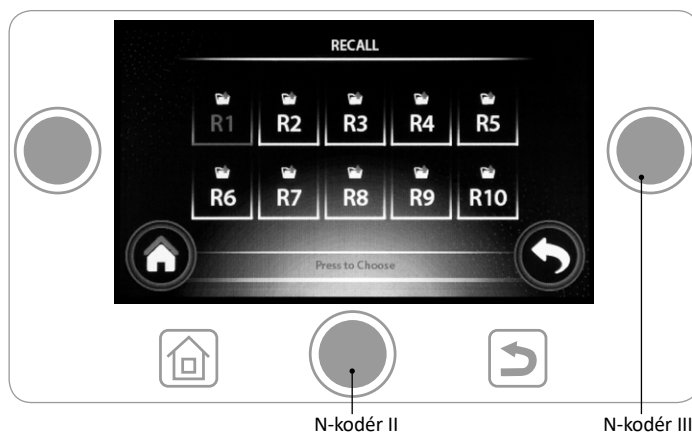 RECALL
R1 R2 R3 R4 R5
R6 R7 R8 R9 R10
Press to Choose
N-kodér II N-kodér III